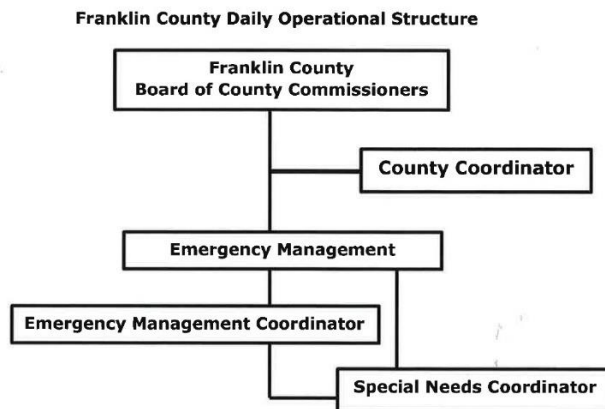 Franklin County Daily Operational Structure
Franklin County
Board of County Commissioners
County Coordinator
Emergency Management
Emergency Management Coordinator
Special Needs Coordinator